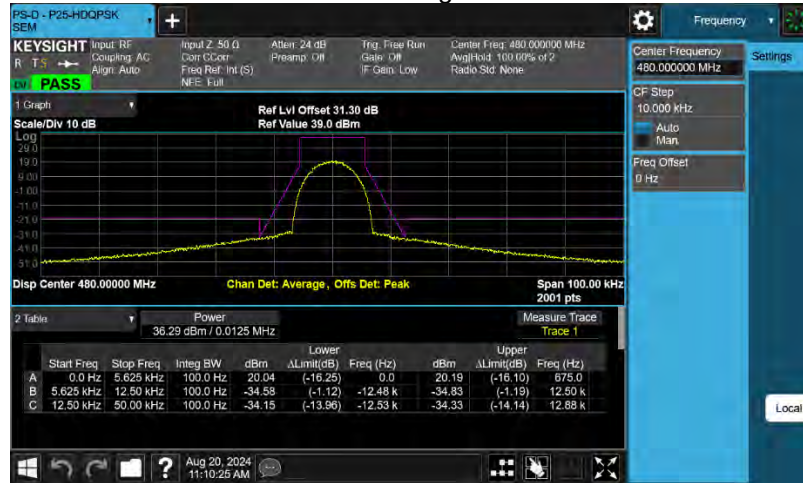 PS-D - P25-HDQPSK
SEM
Frequency
KEYSIGHT
R T S
PASS
Input: RF
Coupling: AC
Align: Auto
Input Z: 50 Ω
Corr CCorr
Freq Ref: Int (S)
NFE: Full
Atten: 24 dB
Preamp: Off
Trig: Free Run
Gate: Off
IF Gain: Low
Center Freq: 480.000000 MHz
Avg|Hold: 100.00% of 2
Radio Std: None
Center Frequency
480.000000 MHz
Settings
CF Step
10.000 kHz
Auto
Man
Freq Offset
0 Hz
Local
1 Graph
Scale/Div 10 dB
Ref Lvl Offset 31.30 dB
Ref Value 39.0 dBm
Log
29.0
19.0
9.00
-1.00
-11.0
-21.0
-31.0
-41.0
-51.0
Disp Center 480.00000 MHz
Chan Det: Average, Offs Det: Peak
Span 100.00 kHz
2001 pts
2 Table
Power
36.29 dBm / 0.0125 MHz
Measure Trace
Trace 1
Lower Upper
Start Freq Stop Freq Integ BW dBm ΔLimit(dB) Freq (Hz) dBm ΔLimit(dB) Freq (Hz)
A 0.0 Hz 5.625 kHz 100.0 Hz 20.04 (-16.25) 0.0 20.19 (-16.10) 675.0
B 5.625 kHz 12.50 kHz 100.0 Hz -34.58 (-1.12) -12.48 k -34.83 (-1.19) 12.50 k
C 12.50 kHz 50.00 kHz 100.0 Hz -34.15 (-13.96) -12.53 k -34.33 (-14.14) 12.88 k
Aug 20, 2024
11:10:25 AM